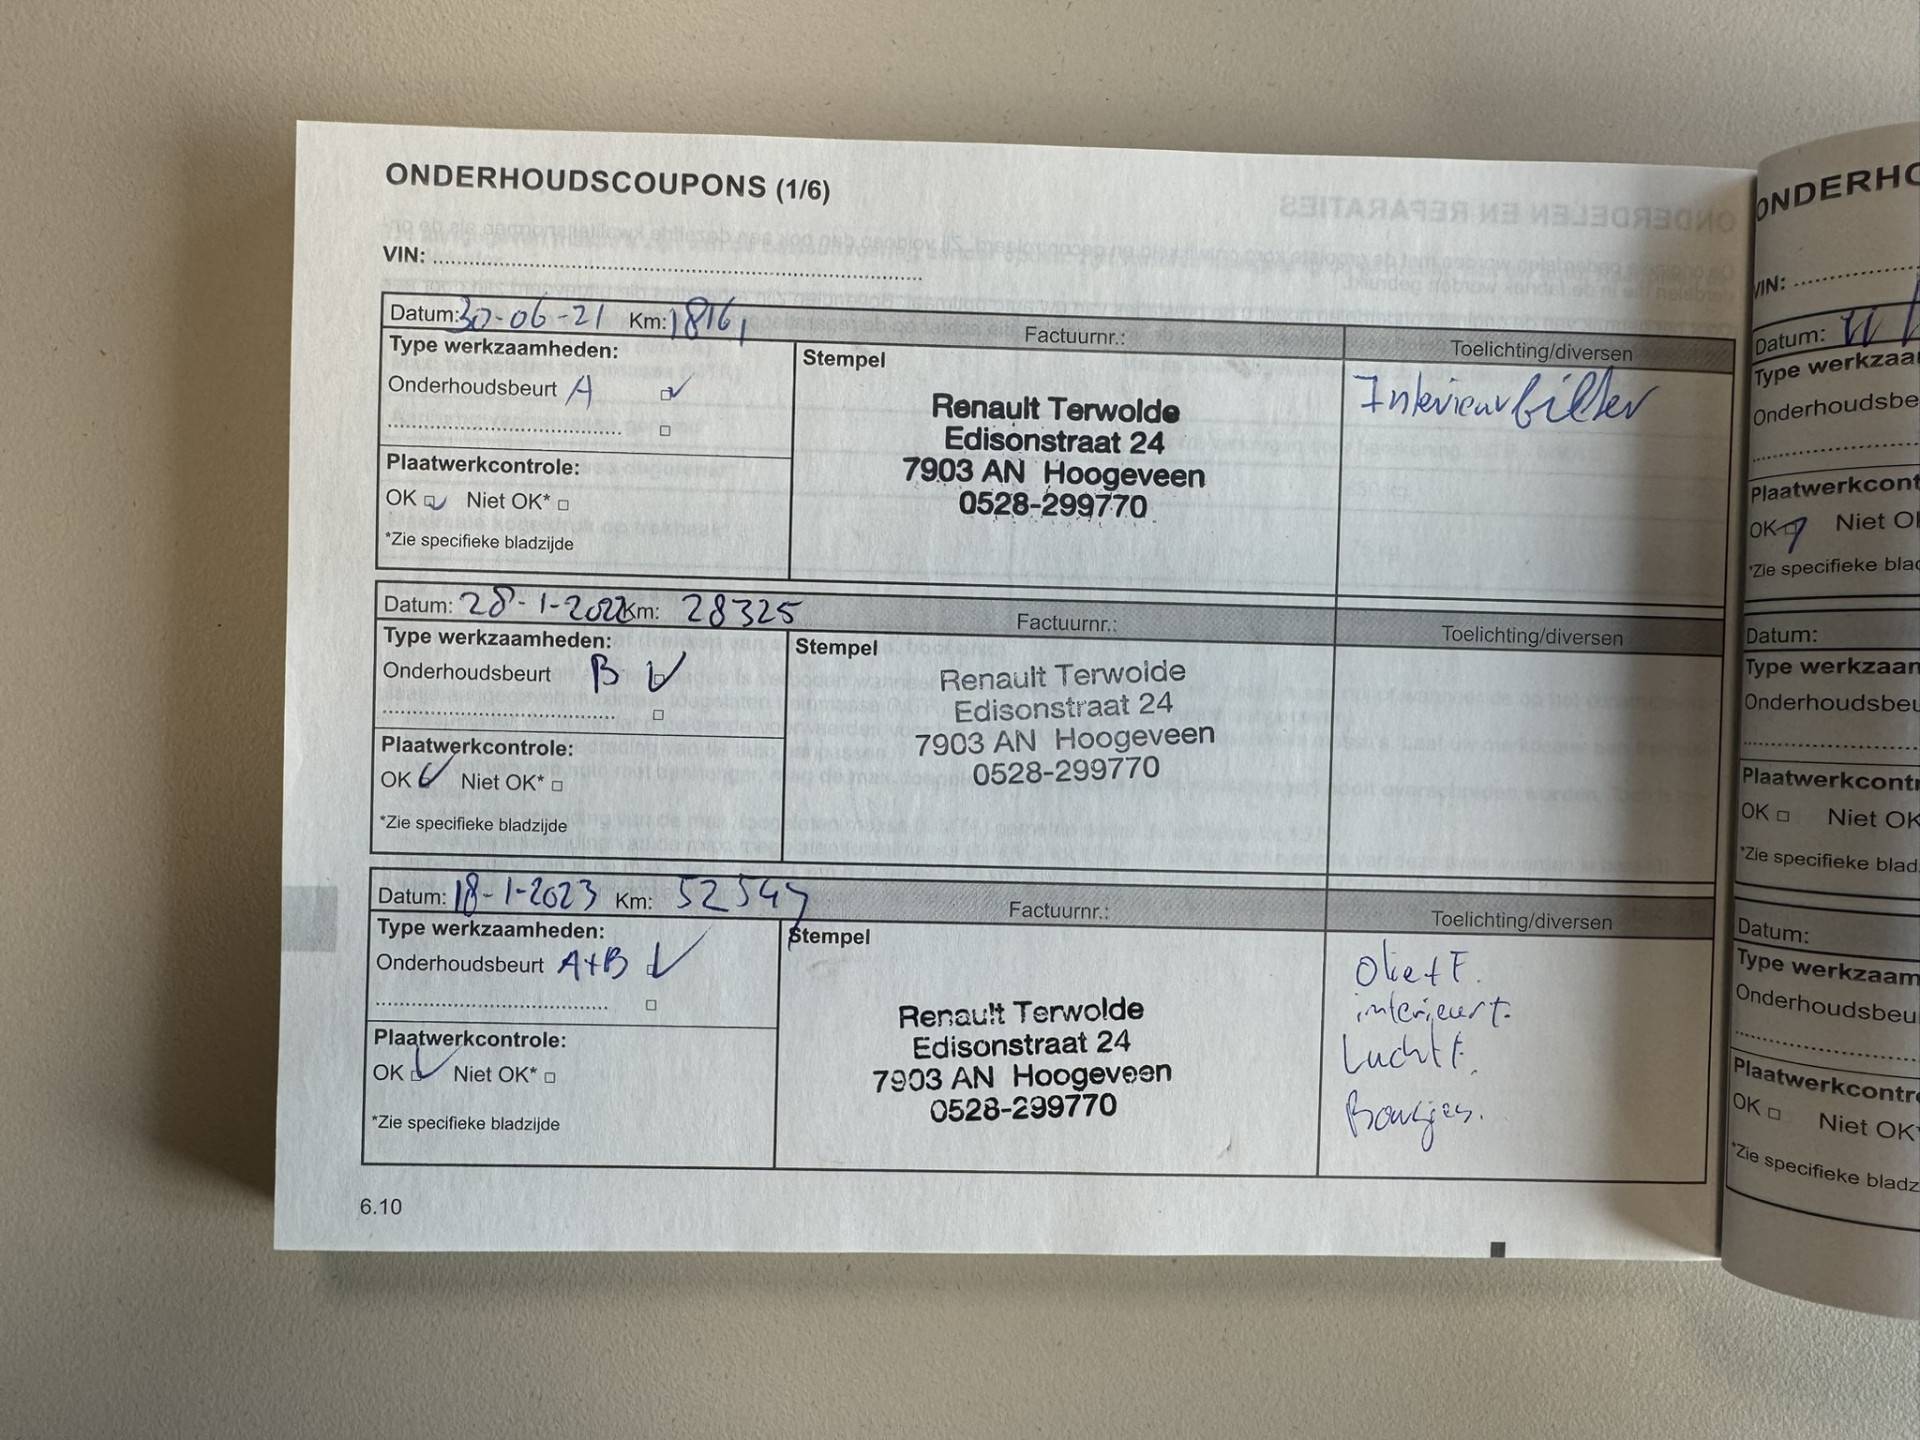 ONDERHOUDSCOUPONS (1/6)
VIN:
Datum: 30-06-21 Km: 18161 Factuurnr.: Toelichting/diversen
Type werkzaamheden:
Onderhoudsbeurt A
Plaatwerkcontrole:
OK Niet OK*
*Zie specifieke bladzijde
Stempel
Renault Terwolde
Edisonstraat 24
7903 AN Hoogeveen
0528-299770
Interieurfilter
Datum: 28-1-2022 Km: 28325 Factuurnr.: Toelichting/diversen
Type werkzaamheden:
Onderhoudsbeurt B
Plaatwerkcontrole:
OK Niet OK*
*Zie specifieke bladzijde
Stempel
Renault Terwolde
Edisonstraat 24
7903 AN Hoogeveen
0528-299770
Datum: 18-1-2023 Km: 52547 Factuurnr.: Toelichting/diversen
Type werkzaamheden:
Onderhoudsbeurt A+B
Plaatwerkcontrole:
OK Niet OK*
*Zie specifieke bladzijde
Stempel
Renault Terwolde
Edisonstraat 24
7903 AN Hoogeveen
0528-299770
Olie+F.
interieurf.
Luchtf.
Bougies.
6.10
ONDERHO
VIN:
Datum:
Type werkzaa
Onderhoudsbe
Plaatwerkcont
OK Niet O
*Zie specifieke blad
Datum:
Type werkzaam
Onderhoudsbeu
Plaatwerkcontr
OK Niet OK
*Zie specifieke blad
Datum:
Type werkzaam
Onderhoudsbeu
Plaatwerkcontro
OK Niet OK*
*Zie specifieke bladz